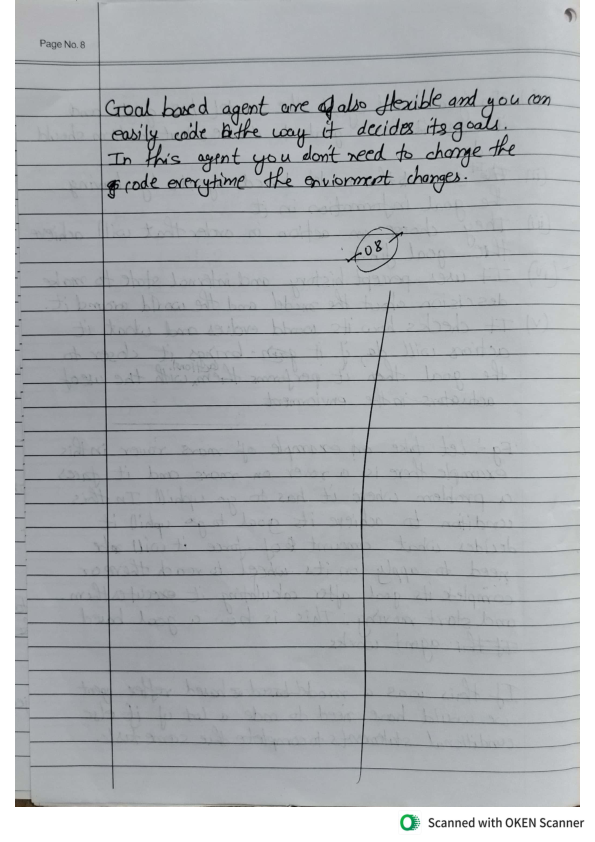 Page No. 8
Goal based agent are also flexible and you can
easily code the way it decides its goals.
In this agent you don't need to change the
code everytime the enviorment changes.
08
Scanned with OKEN Scanner